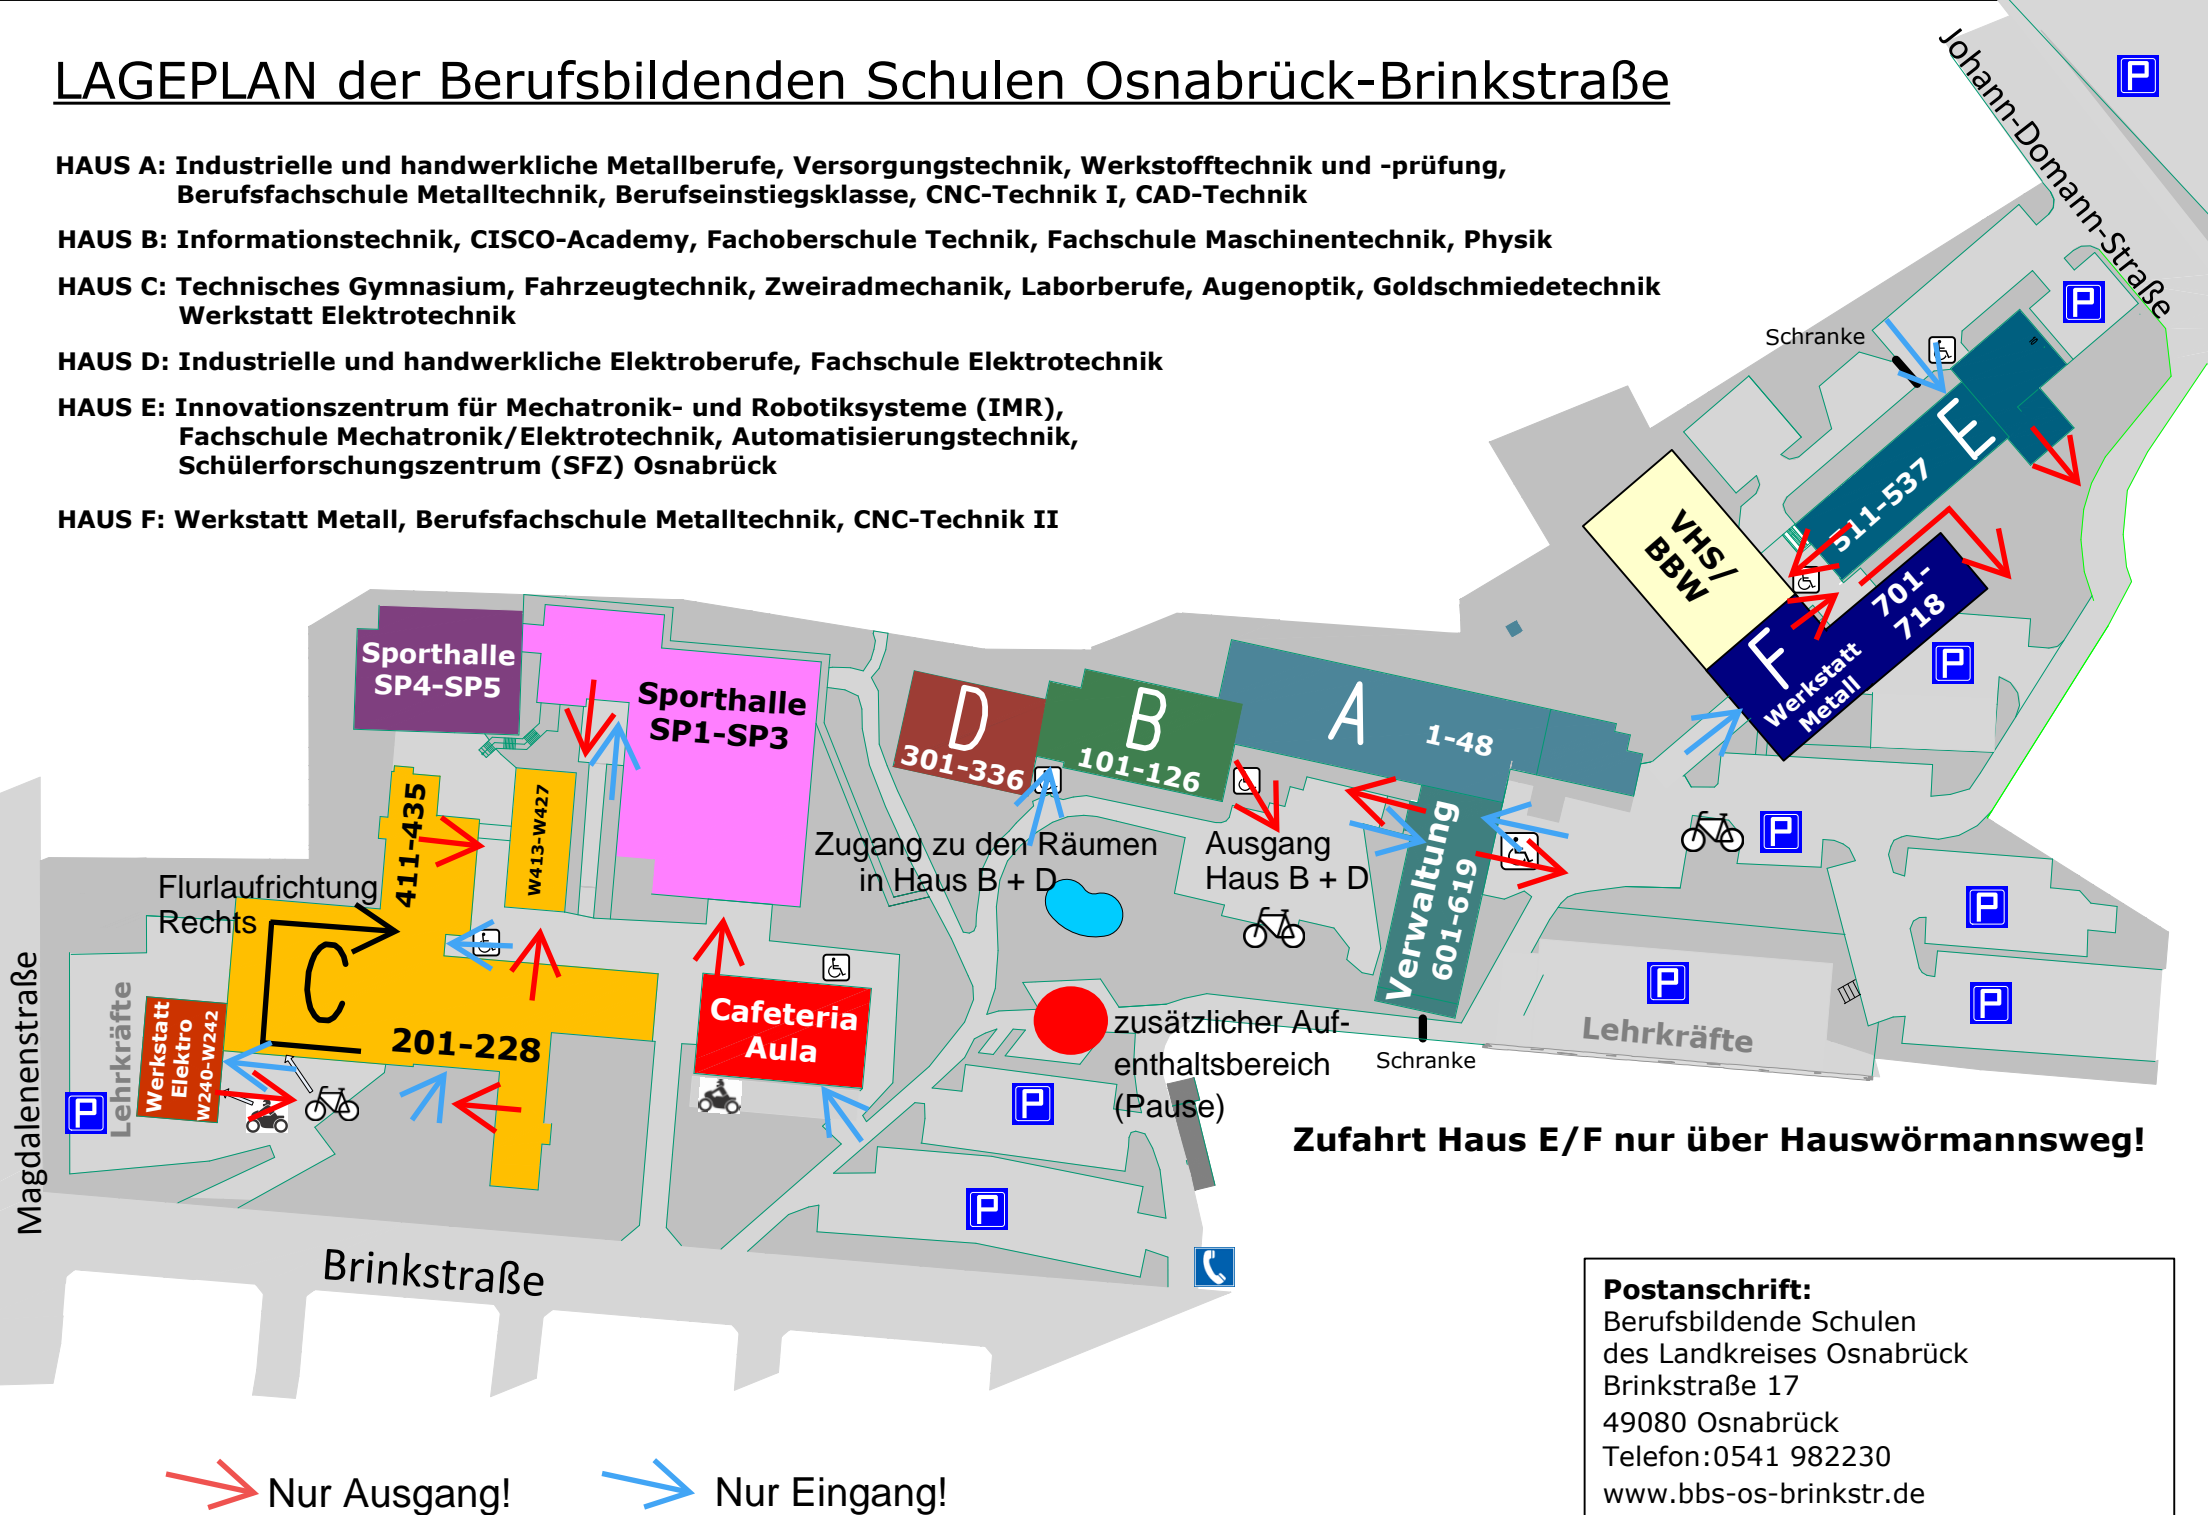 LAGEPLAN der Berufsbildenden Schulen Osnabrück-Brinkstraße
HAUS A: Industrielle und handwerkliche Metallberufe, Versorgungstechnik, Werkstofftechnik und -prüfung,
Berufsfachschule Metalltechnik, Berufseinstiegsklasse, CNC-Technik I, CAD-Technik
HAUS B: Informationstechnik, CISCO-Academy, Fachoberschule Technik, Fachschule Maschinentechnik, Physik
HAUS C: Technisches Gymnasium, Fahrzeugtechnik, Zweiradmechanik, Laborberufe, Augenoptik, Goldschmiedetechnik
Werkstatt Elektrotechnik
HAUS D: Industrielle und handwerkliche Elektroberufe, Fachschule Elektrotechnik
HAUS E: Innovationszentrum für Mechatronik- und Robotiksysteme (IMR),
Fachschule Mechatronik/Elektrotechnik, Automatisierungstechnik,
Schülerforschungszentrum (SFZ) Osnabrück
HAUS F: Werkstatt Metall, Berufsfachschule Metalltechnik, CNC-Technik II
Johann-Domann-Straße
P
P
Schranke
E
511-537
VHS/
BBW
F
701-
718
Werkstatt
Metall
P
Sporthalle
SP4-SP5
Sporthalle
SP1-SP3
D
301-336
B
101-126
A
1-48
411-435
W413-W427
Zugang zu den Räumen
in Haus B + D
Ausgang
Haus B + D
Verwaltung
601-619
P
P
Flurlaufrichtung
Rechts
C
201-228
Magdalenenstraße
Lehrkräfte
P
Werkstatt
Elektro
W240-W242
Cafeteria
Aula
zusätzlicher Auf-
enthaltsbereich
(Pause)
Schranke
P
Lehrkräfte
P
P
P
Zufahrt Haus E/F nur über Hauswörmannsweg!
Brinkstraße
Postanschrift:
Berufsbildende Schulen
des Landkreises Osnabrück
Brinkstraße 17
49080 Osnabrück
Telefon:0541 982230
www.bbs-os-brinkstr.de
Nur Ausgang!
Nur Eingang!